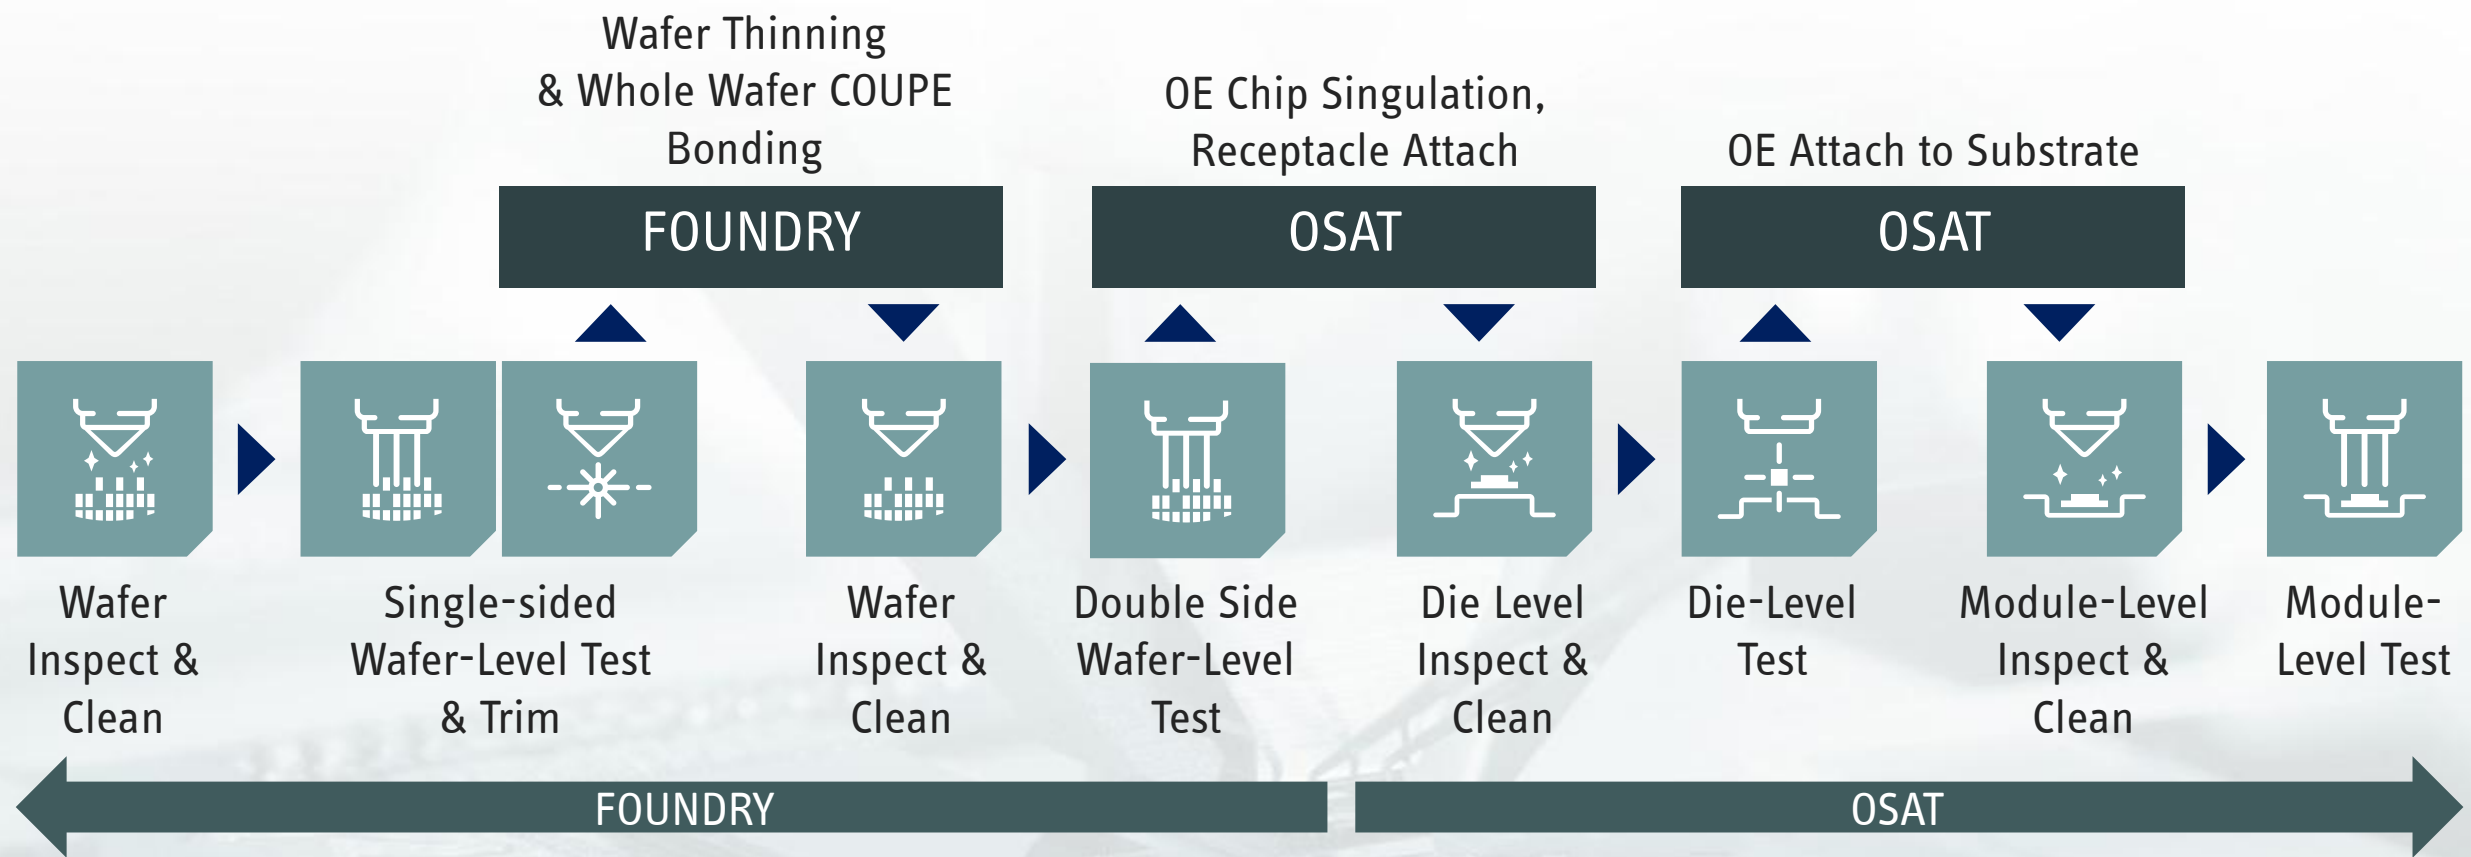 Wafer Thinning
& Whole Wafer COUPE
Bonding
FOUNDRY
OE Chip Singulation,
Receptacle Attach
OSAT
OE Attach to Substrate
OSAT
Wafer
Inspect &
Clean
Single-sided
Wafer-Level Test
& Trim
Wafer
Inspect &
Clean
Double Side
Wafer-Level
Test
Die Level
Inspect &
Clean
Die-Level
Test
Module-Level
Inspect &
Clean
Module-
Level Test
FOUNDRY
OSAT